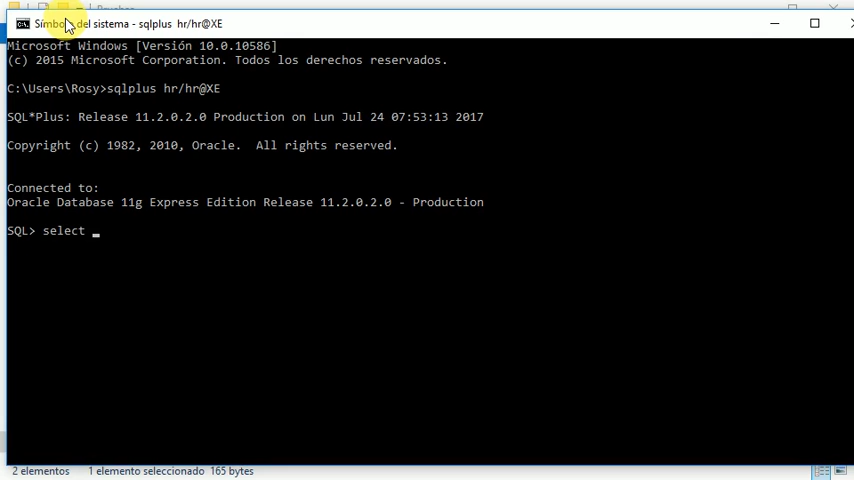 Símbolo del sistema - sqlplus hr/hr@XE
Microsoft Windows [Versión 10.0.10586]
(c) 2015 Microsoft Corporation. Todos los derechos reservados.
C:\Users\Rosy>sqlplus hr/hr@XE
SQL*Plus: Release 11.2.0.2.0 Production on Lun Jul 24 07:53:13 2017
Copyright (c) 1982, 2010, Oracle.  All rights reserved.
Connected to:
Oracle Database 11g Express Edition Release 11.2.0.2.0 - Production
SQL> select _
2 elementos 1 elemento seleccionado 165 bytes